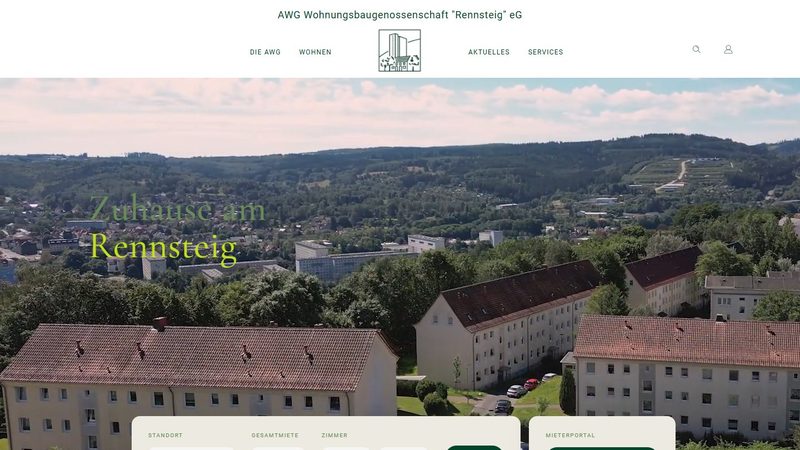 AWG Wohnungsbaugenossenschaft "Rennsteig" eG
DIE AWG
WOHNEN
AKTUELLES
SERVICES
Zuhause am
Rennsteig
STANDORT
GESAMTMIETE
ZIMMER
MIETERPORTAL